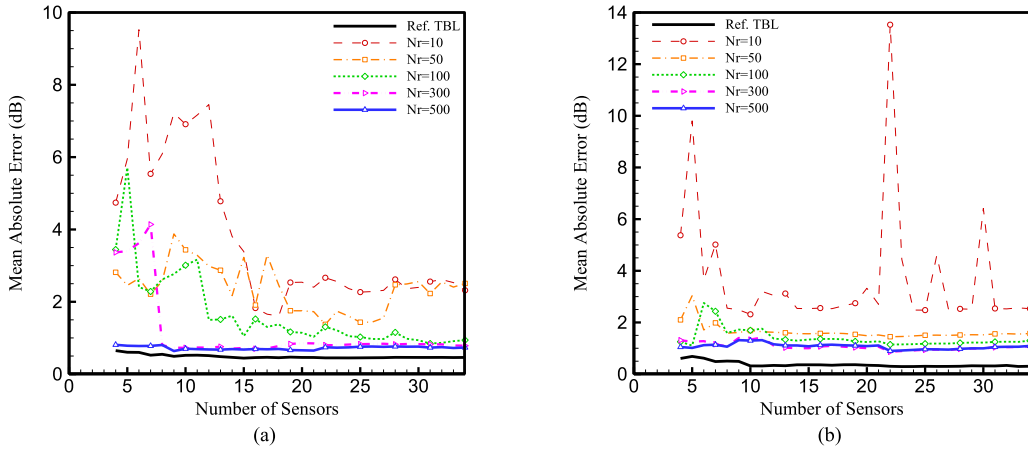 10
8
6
4
2
0
0
5
10
15
20
25
30
Mean Absolute Error (dB)
Number of Sensors
Ref. TBL
Nr=10
Nr=50
Nr=100
Nr=300
Nr=500
(a)
14
12
10
8
6
4
2
0
0
5
10
15
20
25
30
Mean Absolute Error (dB)
Number of Sensors
Ref. TBL
Nr=10
Nr=50
Nr=100
Nr=300
Nr=500
(b)